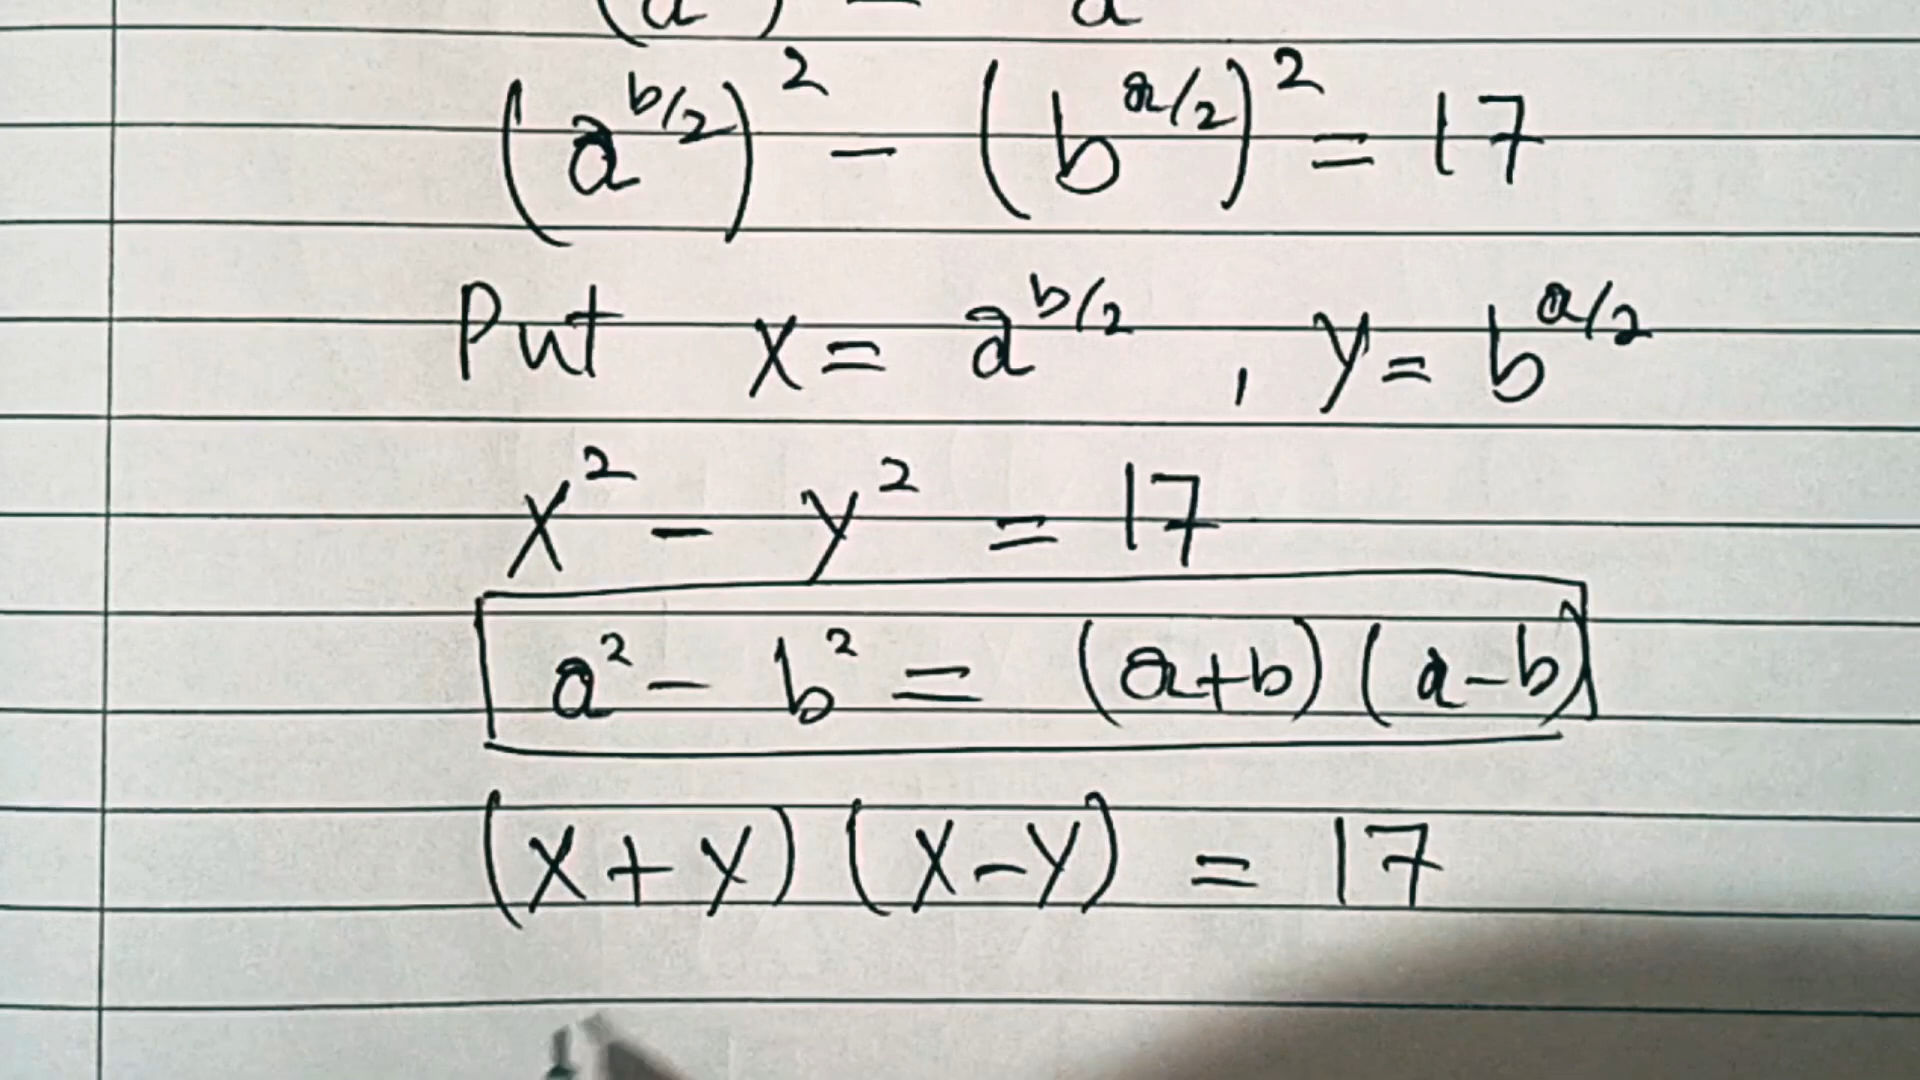 (a ) = a
(a^{b/2})^2 - (b^{a/2})^2 = 17
Put x = a^{b/2} , y = b^{a/2}
x^2 - y^2 = 17
a^2 - b^2 = (a+b) (a-b)
(x+y) (x-y) = 17